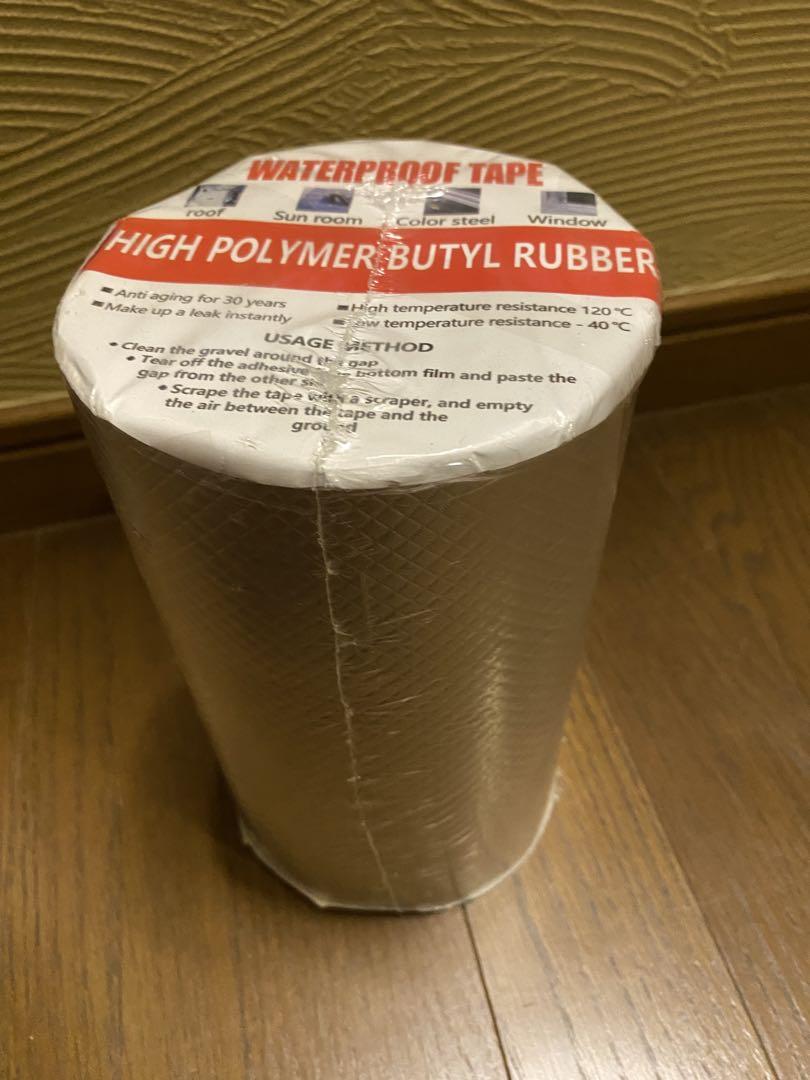 WATERPROOF TAPE
roof Sun room Color steel Window
HIGH POLYMER BUTYL RUBBER
Anti aging for 30 years
Make up a leak instantly
High temperature resistance 120℃
temperature resistance - 40℃
USAGE METHOD
• Clean the gravel around the gap
• Tear off the adhesive bottom film and paste the
gap from the other
• Scrape the tape with a scraper, and empty
the air between the tape and the
ground